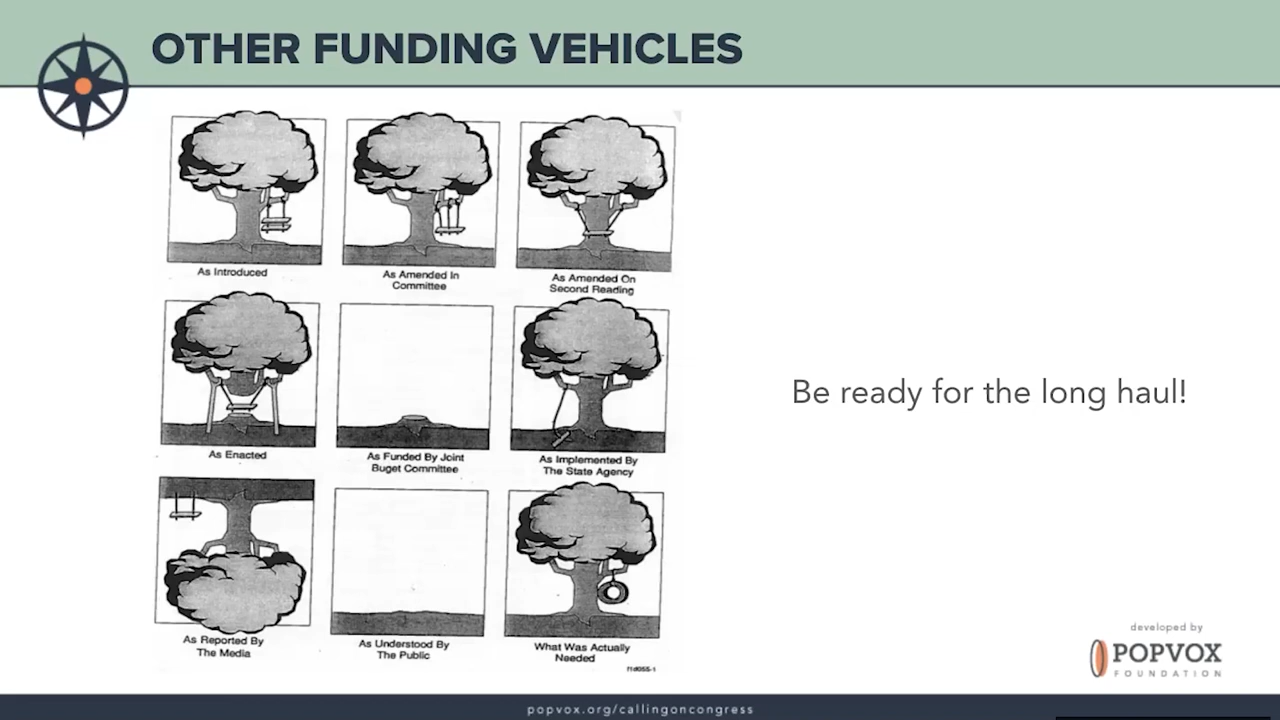 OTHER FUNDING VEHICLES
As Introduced
As Amended In
Committee
As Amended On
Second Reading
As Enacted
As Funded By Joint
Buget Committee
As Implemented By
The State Agency
As Reported By
The Media
As Understood By
The Public
What Was Actually
Needed
Be ready for the long haul!
developed by
POPVOX
FOUNDATION
popvox.org/callingoncongress